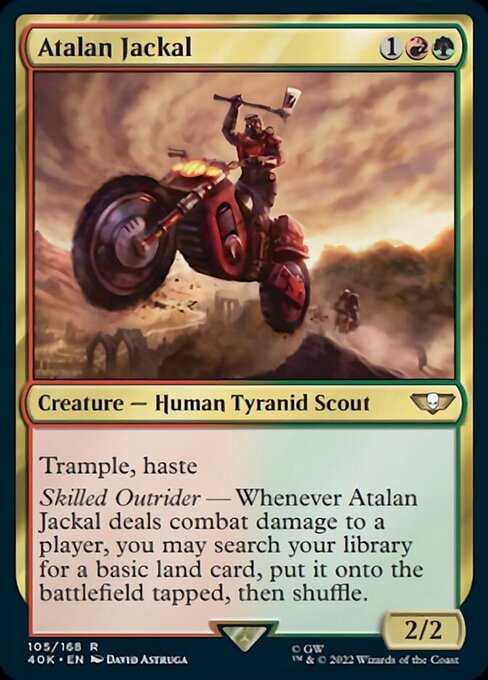 Atalan Jackal 1
Creature — Human Tyranid Scout
Trample, haste
Skilled Outrider — Whenever Atalan
Jackal deals combat damage to a
player, you may search your library
for a basic land card, put it onto the
battlefield tapped, then shuffle.
2/2
105/168 R
40K • EN DAVID ASTRUGA
© GW
™ & © 2022 Wizards of the Coast